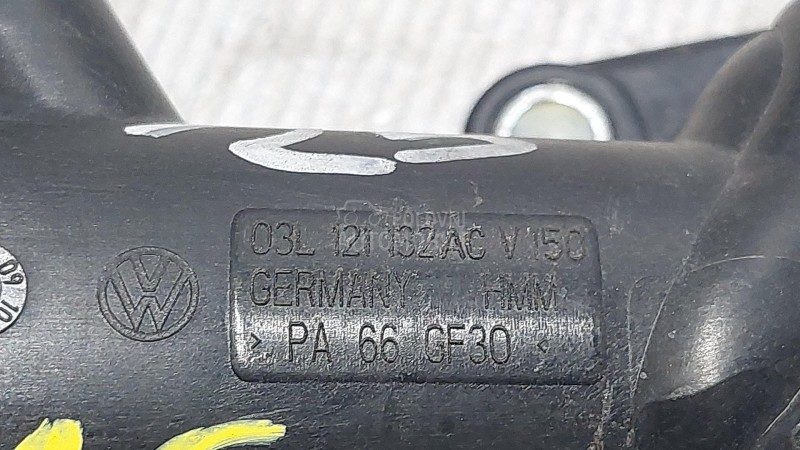 03L 121 132 AC V 150
GERMANY HMM
> PA 66 GF30 <